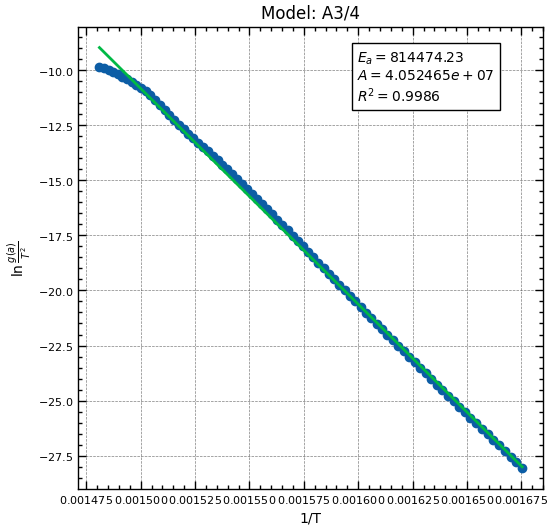 Model: A3/4
E_a = 814474.23
A = 4.052465e + 07
R^2 = 0.9986
−10.0
−12.5
−15.0
−17.5
−20.0
−22.5
−25.0
−27.5
ln g(a)/T^2
0.001475 0.001500 0.001525 0.001550 0.001575 0.001600 0.001625 0.001650 0.001675
1/T